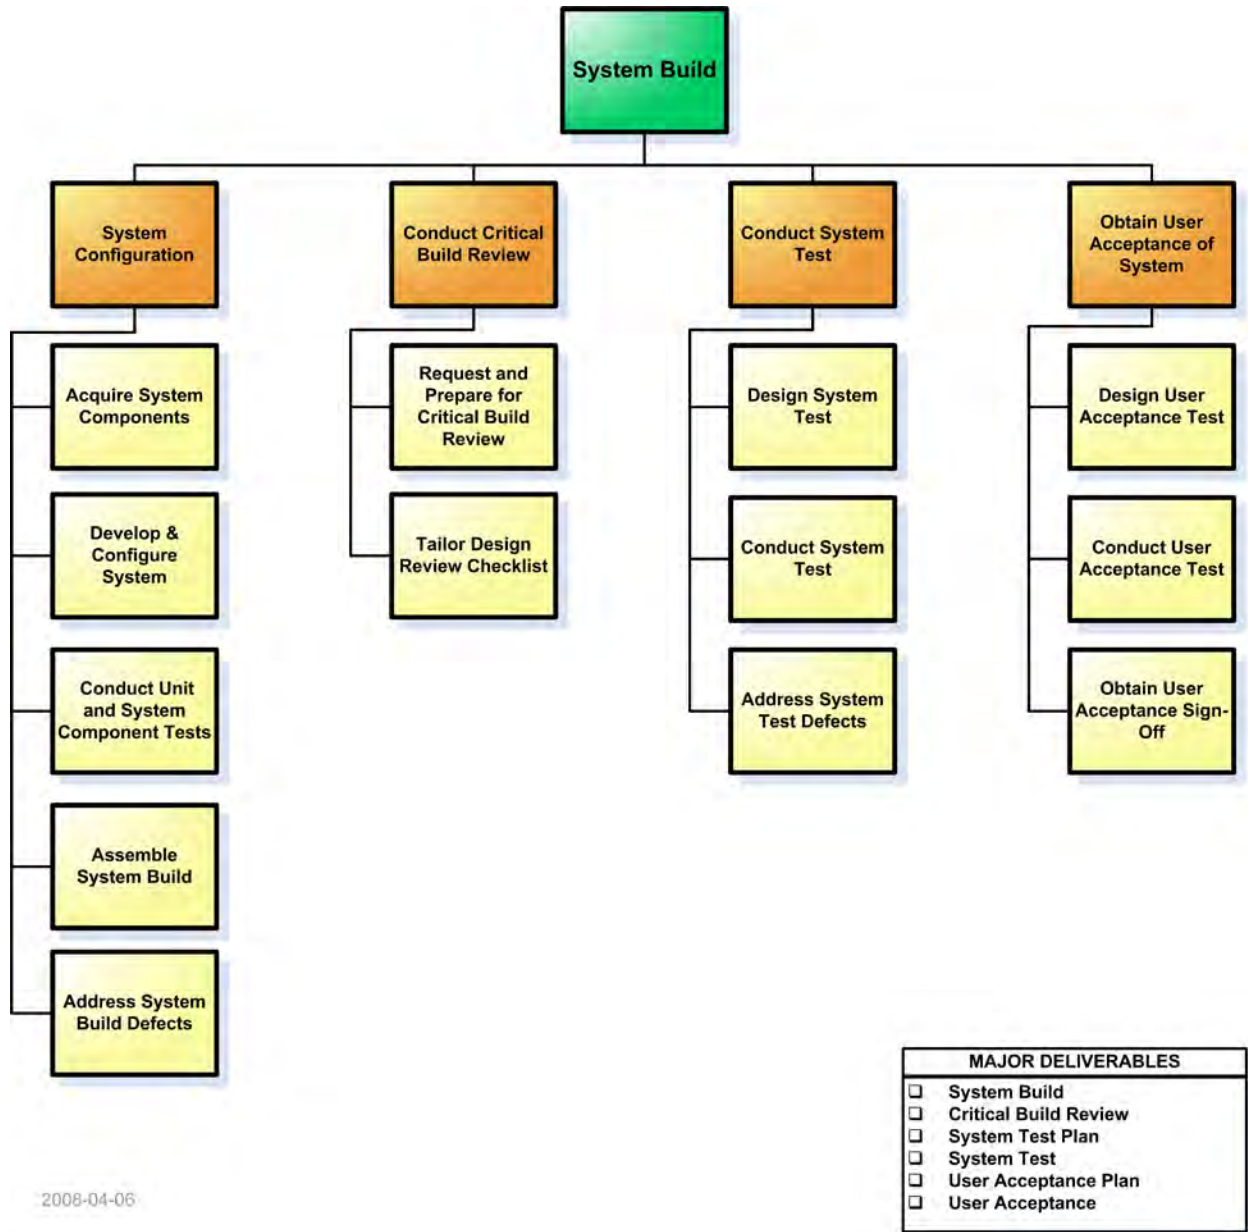 System Build
System
Configuration
Conduct Critical
Build Review
Conduct System
Test
Obtain User
Acceptance of
System
Acquire System
Components
Request and
Prepare for
Critical Build
Review
Design System
Test
Design User
Acceptance Test
Develop &
Configure
System
Tailor Design
Review Checklist
Conduct System
Test
Conduct User
Acceptance Test
Conduct Unit
and System
Component Tests
Address System
Test Defects
Obtain User
Acceptance Sign-
Off
Assemble
System Build
Address System
Build Defects
MAJOR DELIVERABLES
System Build
Critical Build Review
System Test Plan
System Test
User Acceptance Plan
User Acceptance
2008-04-06